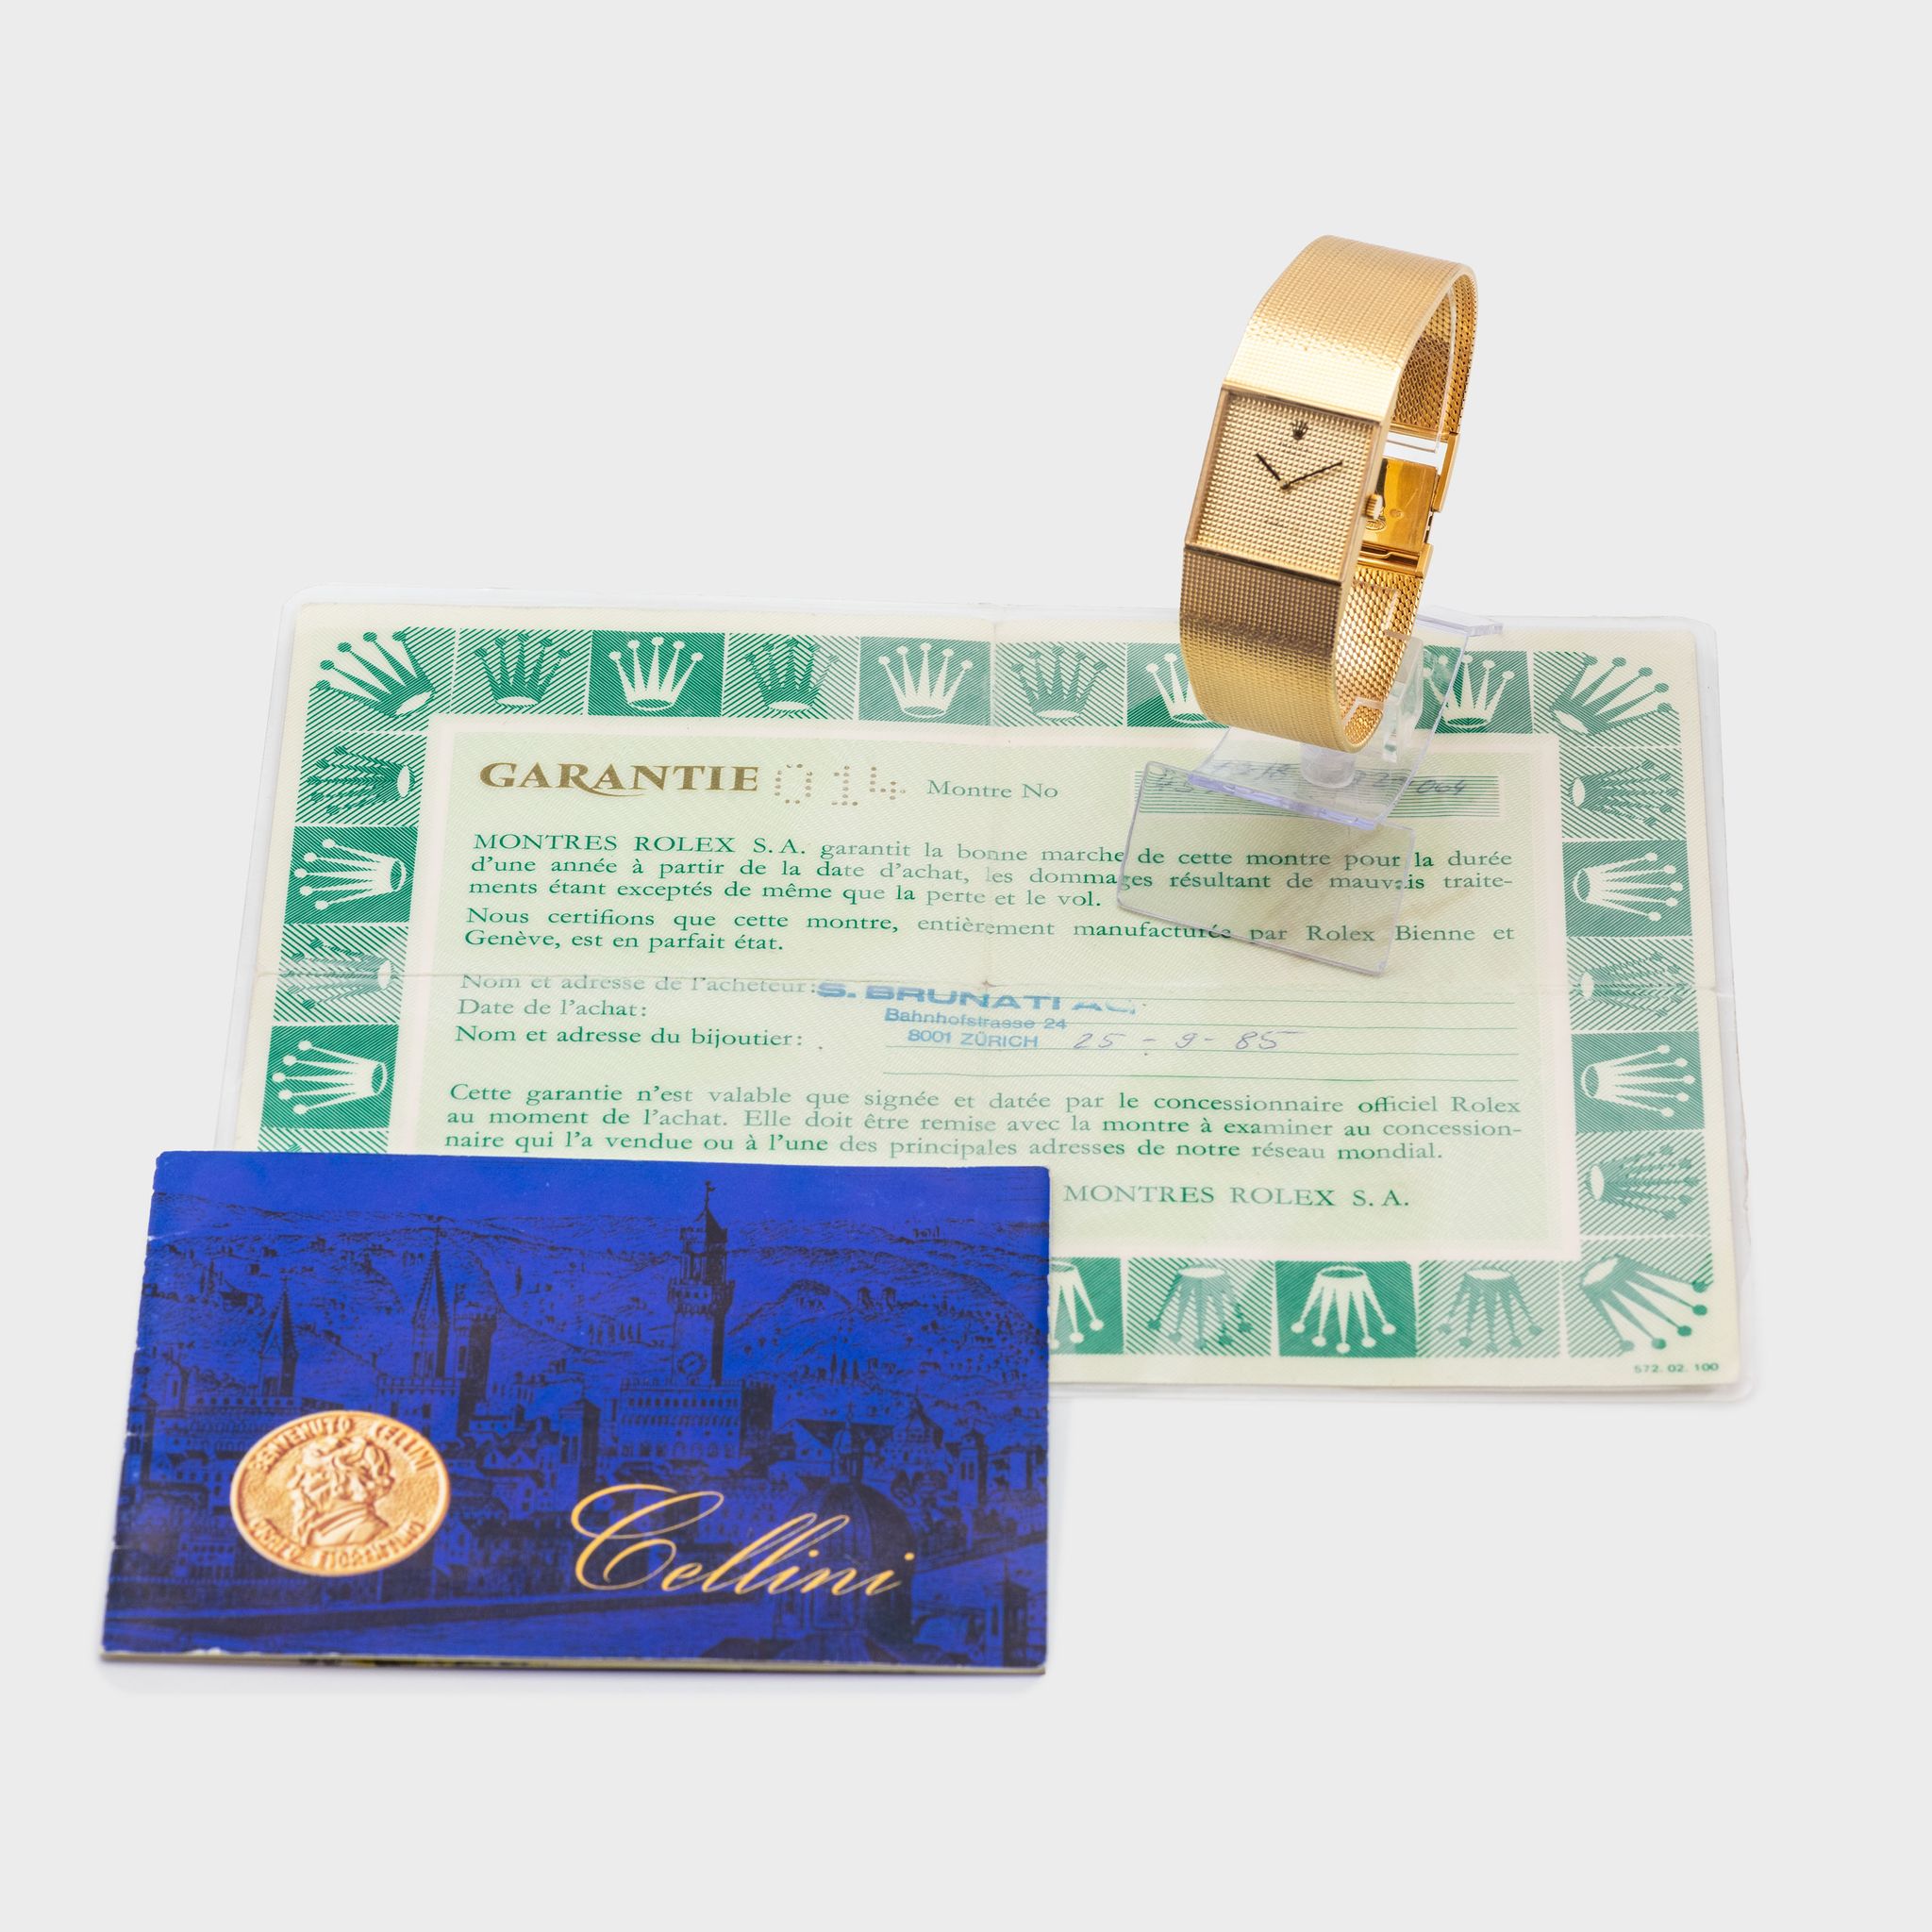 GARANTIE 014 Montre No
MONTRES ROLEX S.A. garantit la bonne marche de cette montre pour la durée
d'une année à partir de la date d'achat, les dommages résultant de mauvais traite-
ments étant exceptés de même que la perte et le vol.
Nous certifions que cette montre, entièrement manufacturée par Rolex Bienne et
Genève, est en parfait état.
Nom et adresse de l'acheteur: S. BRUNATI AG.
Date de l'achat: Bahnhofstrasse 24
Nom et adresse du bijoutier: 8001 ZÜRICH 25 - 9 - 85
Cette garantie n'est valable que signée et datée par le concessionnaire officiel Rolex
au moment de l'achat. Elle doit être remise avec la montre à examiner au concession-
naire qui l'a vendue ou à l'une des principales adresses de notre réseau mondial.
MONTRES ROLEX S.A.
572.02.100
BENVENUTO CELLINI
Cellini